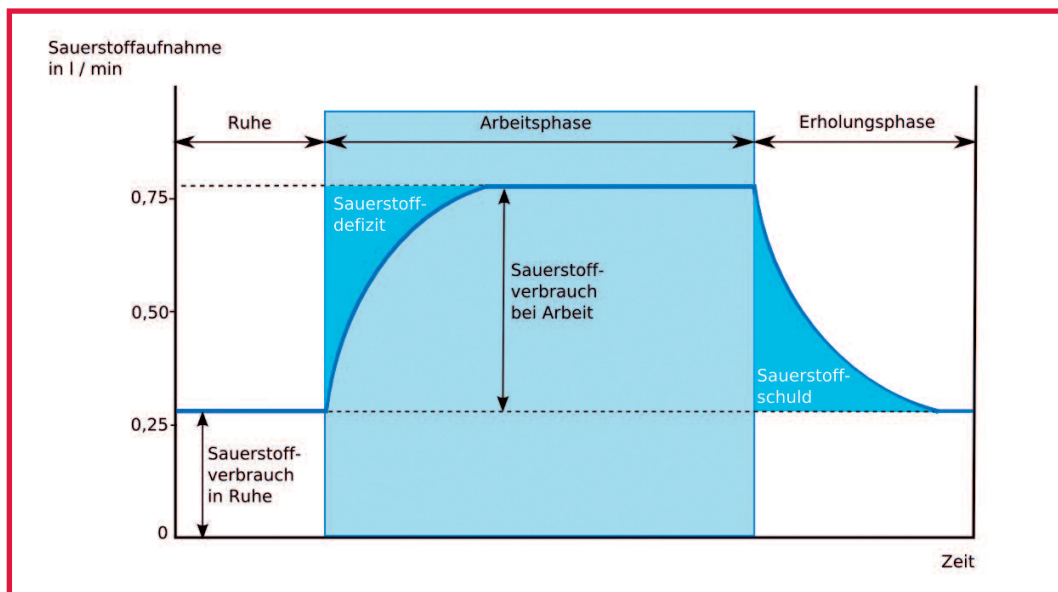 Sauerstoffaufnahme
in l / min
Ruhe
Arbeitsphase
Erholungsphase
0.75
Sauerstoff-
defizit
Sauerstoff-
verbrauch
bei Arbeit
0,50
Sauerstoff-
schuld
0,25
Sauerstoff-
verbrauch
in Ruhe
0
Zeit